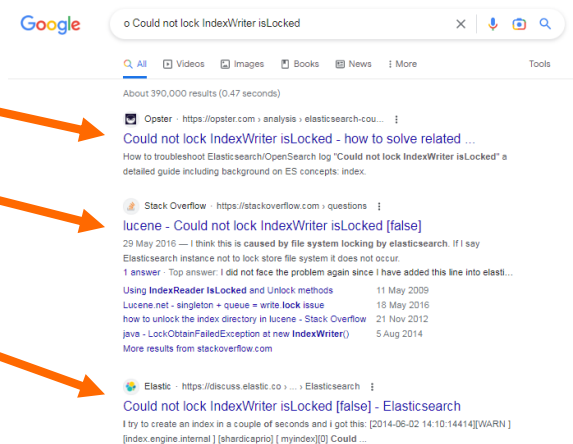 Google
o Could not lock IndexWriter isLocked
All Videos Images Books News More Tools
About 390,000 results (0.47 seconds)
Opster · https://opster.com › analysis › elasticsearch-cou...
Could not lock IndexWriter isLocked - how to solve related ...
How to troubleshoot Elasticsearch/OpenSearch log "Could not lock IndexWriter isLocked" a
detailed guide including background on ES concepts: index.
Stack Overflow · https://stackoverflow.com › questions
lucene - Could not lock IndexWriter isLocked [false]
29 May 2016 — I think this is caused by file system locking by elasticsearch. If I say
Elasticsearch instance not to lock store file system it does not occur.
1 answer · Top answer: I did not face the problem again since I have added this line into elasti...
Using IndexReader IsLocked and Unlock methods 11 May 2009
Lucene.net - singleton + queue = write.lock issue 18 May 2016
how to unlock the index directory in lucene - Stack Overflow 21 Nov 2012
java - LockObtainFailedException at new IndexWriter() 5 Aug 2014
More results from stackoverflow.com
Elastic · https://discuss.elastic.co › ... › Elasticsearch
Could not lock IndexWriter isLocked [false] - Elasticsearch
I try to create an index in a couple of seconds and i got this: [2014-06-02 14:10:14414][WARN ]
[index.engine.internal ] [shardicaprio] [ myindex][0] Could ...